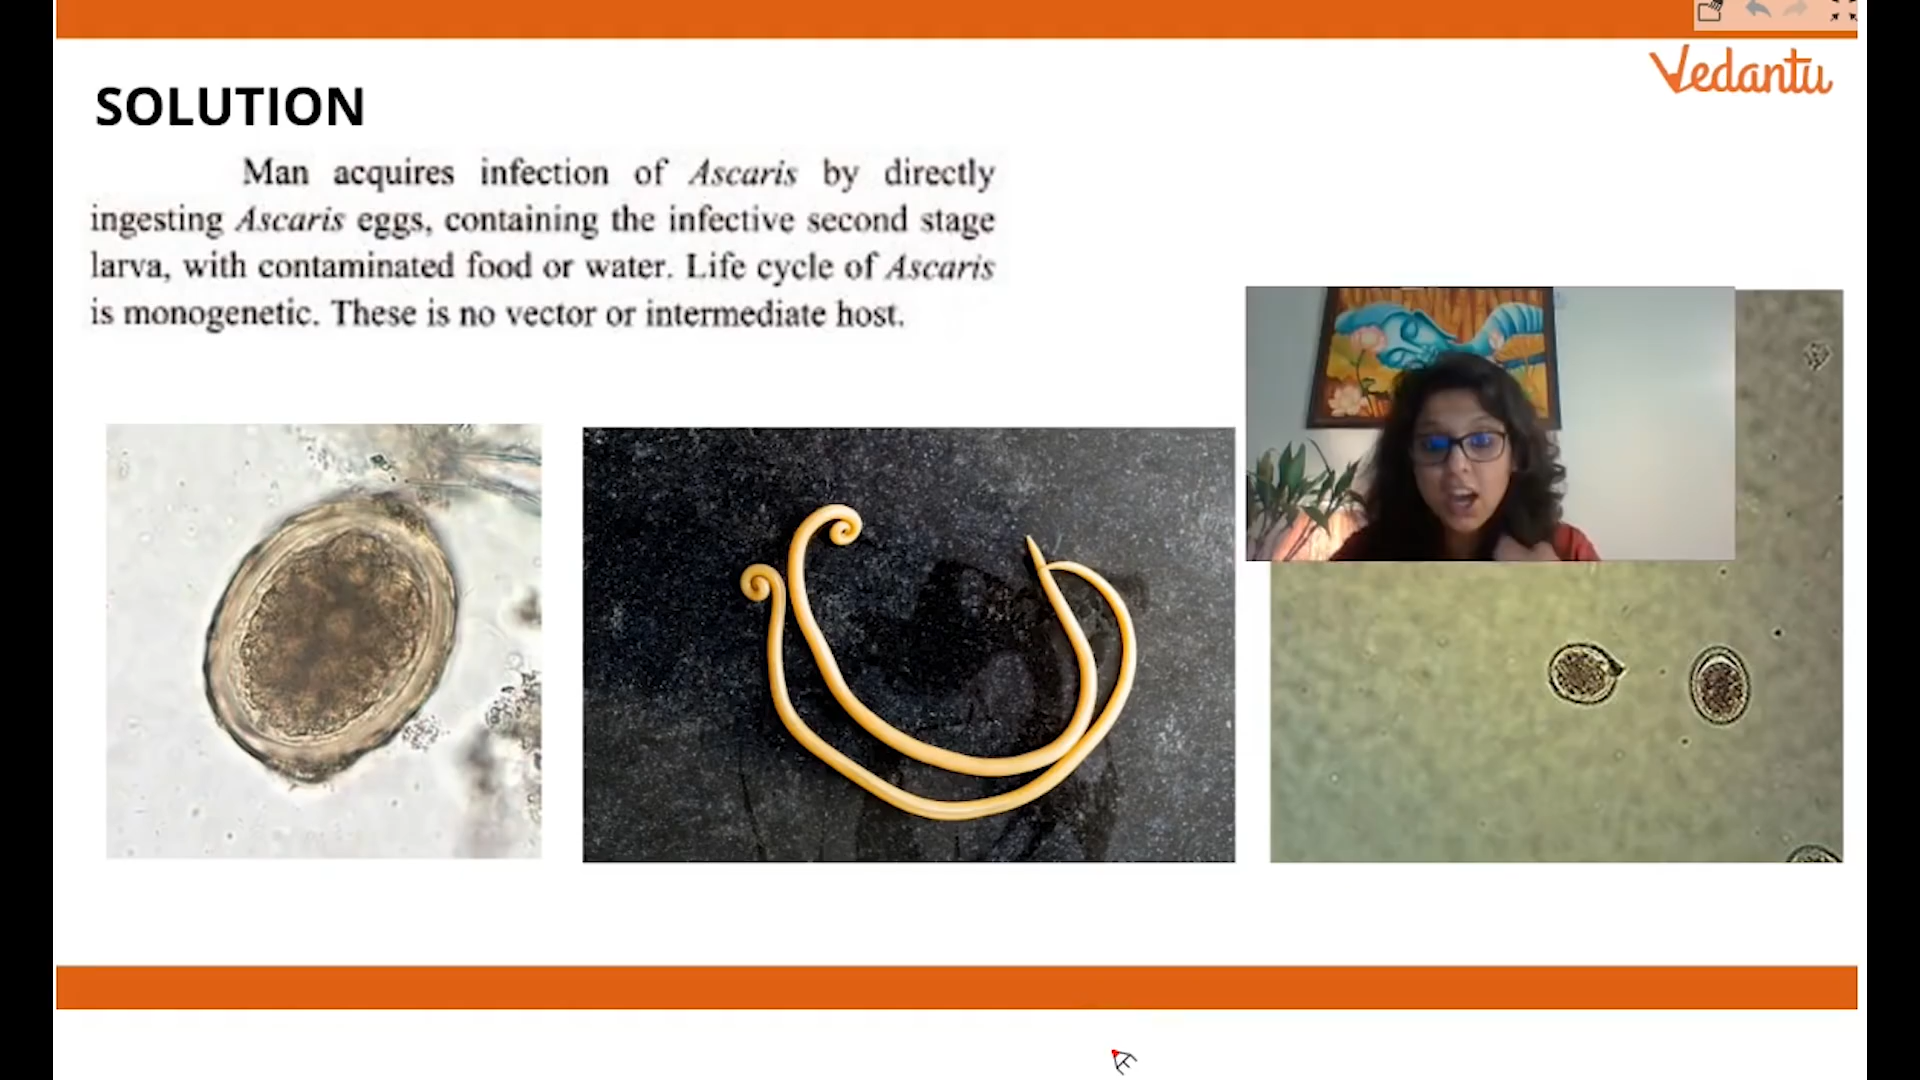 Vedantu
SOLUTION
Man acquires infection of Ascaris by directly
ingesting Ascaris eggs, containing the infective second stage
larva, with contaminated food or water. Life cycle of Ascaris
is monogenetic. These is no vector or intermediate host.